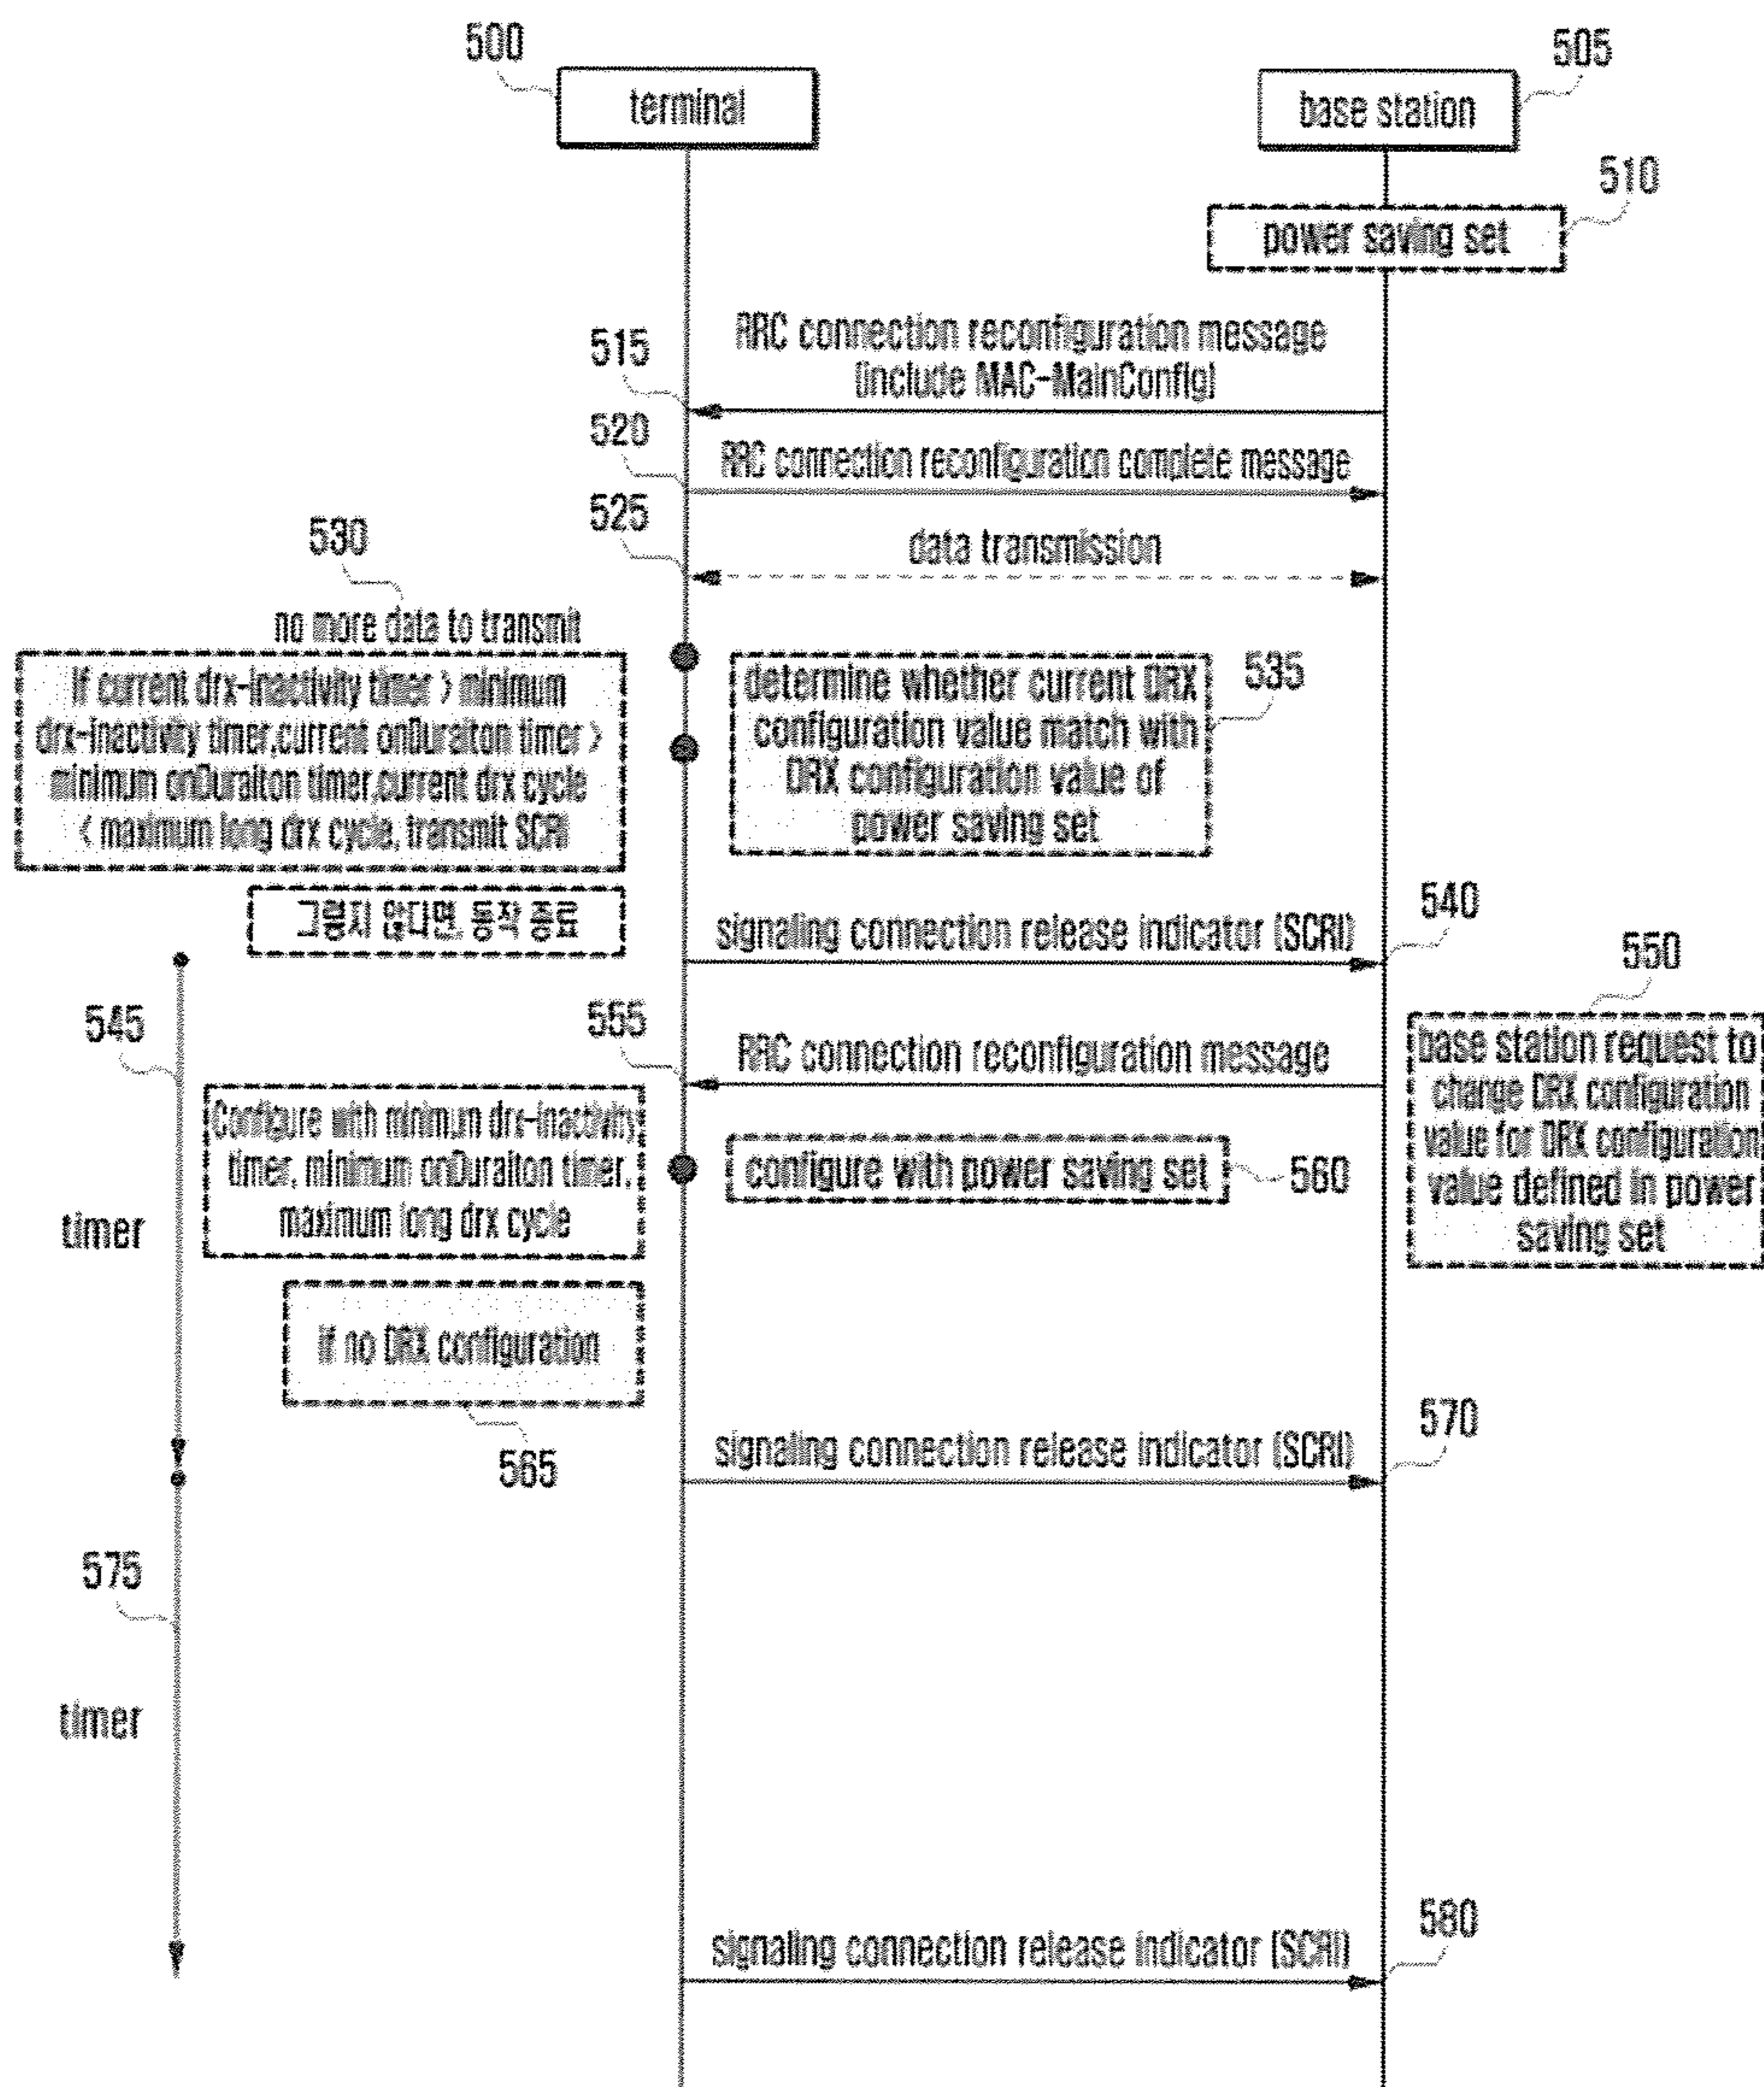 500
terminal
505
base station
510
power saving set
515
RRC connection reconfiguration message
(include MAC-MainConfig)
520
RRC connection reconfiguration complete message
525
data transmission
530
no more data to transmit
If current drx-inactivity timer > minimum
drx-inactivity timer,current onDuraiton timer >
minimum onDuraiton timer,current drx cycle
< maximum long drx cycle, transmit SCRI
determine whether current DRX
configuration value match with
DRX configuration value of
power saving set
535
그렇지 않다면, 동작 종료
signaling connection release indicator (SCRI)
540
545
timer
550
base station request to
change DRX configuration
value for DRX configuration
value defined in power
saving set
555
RRC connection reconfiguration message
Configure with minimum drx-inactivity
timer, minimum onDuraiton timer,
maximum long drx cycle
configure with power saving set
560
if no DRX configuration
565
signaling connection release indicator (SCRI)
570
575
timer
signaling connection release indicator (SCRI)
580